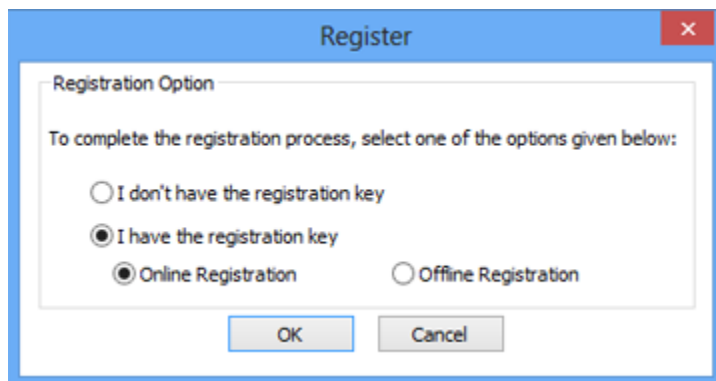 Register
Registration Option
To complete the registration process, select one of the options given below:
I don't have the registration key
I have the registration key
Online Registration Offline Registration
OK Cancel